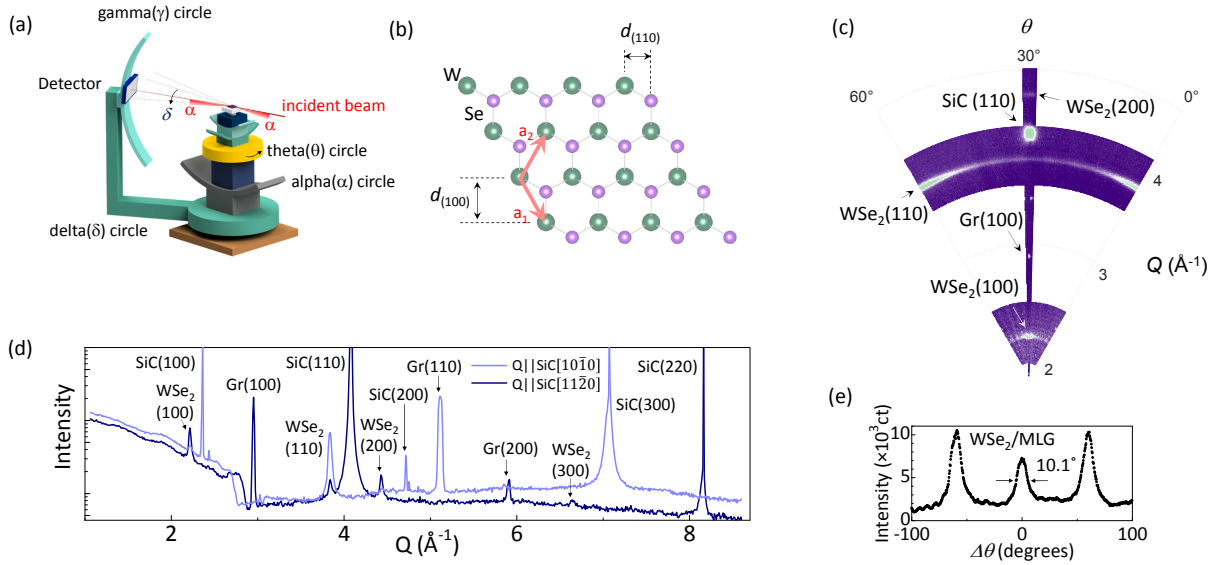 (a)
gamma(γ) circle
Detector
δ
α
α
incident beam
theta(θ) circle
alpha(α) circle
delta(δ) circle
(b)
d(110)
W
Se
a2
a1
d(100)
(c)
θ
30°
60°
0°
SiC (110)
WSe2(200)
WSe2(110)
4
Gr(100)
3
Q (Å-1)
WSe2(100)
2
(d)
SiC(100)
WSe2
(100)
Gr(100)
SiC(110)
WSe2
(110)
WSe2
(200)
SiC(200)
Gr(110)
Q||SiC[101̄0]
Q||SiC[112̄0]
SiC(220)
SiC(300)
Gr(200)
WSe2
(300)
Intensity
2
4
6
8
Q (Å-1)
(e)
Intensity (×10³ct)
10
5
0
WSe2/MLG
10.1°
-100
0
100
Δθ (degrees)